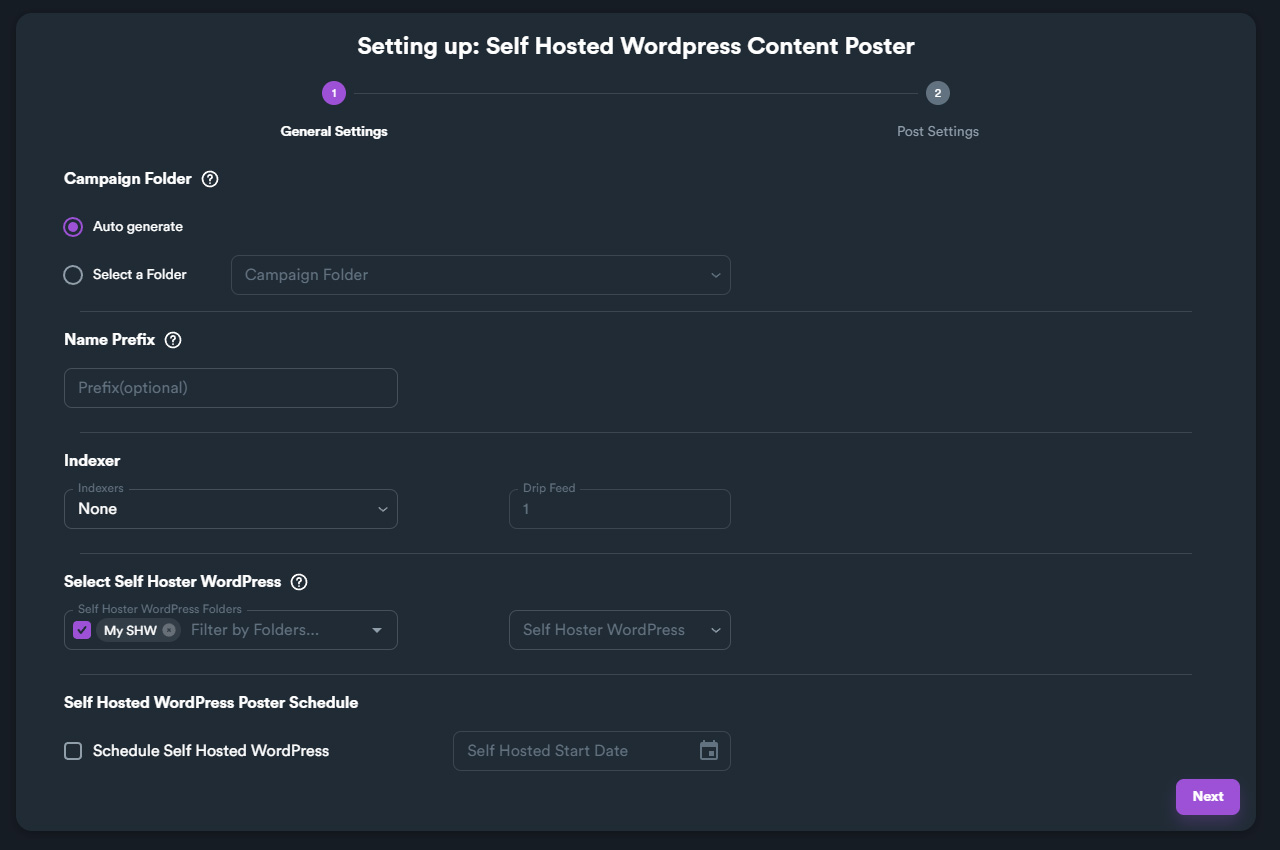 Setting up: Self Hosted Wordpress Content Poster
1
2
General Settings
Post Settings
Campaign Folder
Auto generate
Select a Folder
Campaign Folder
Name Prefix
Prefix(optional)
Indexer
Indexers
None
Drip Feed
1
Select Self Hoster WordPress
Self Hoster WordPress Folders
My SHW
Filter by Folders...
Self Hoster WordPress
Self Hosted WordPress Poster Schedule
Schedule Self Hosted WordPress
Self Hosted Start Date
Next